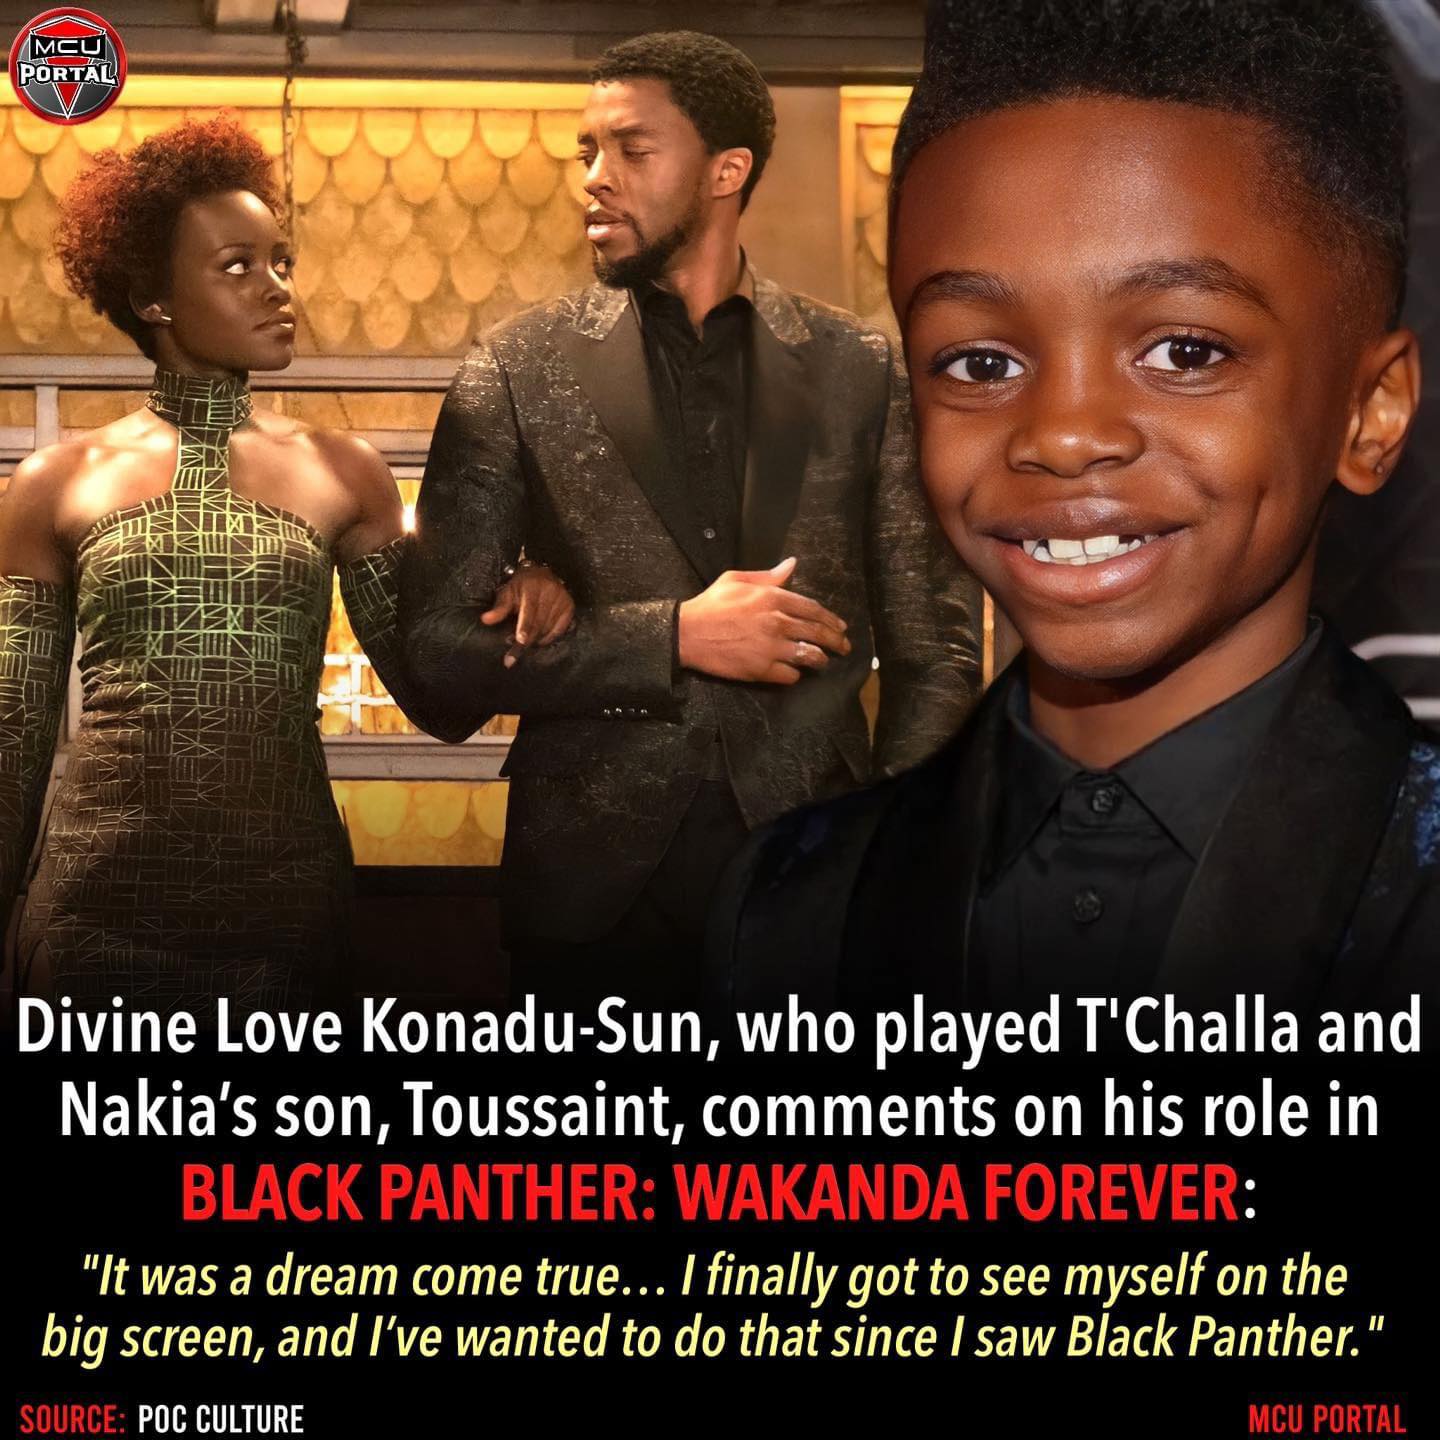 MCU
PORTAL
Divine Love Konadu-Sun, who played T'Challa and
Nakia’s son, Toussaint, comments on his role in
BLACK PANTHER: WAKANDA FOREVER:
"It was a dream come true... I finally got to see myself on the
big screen, and I’ve wanted to do that since I saw Black Panther."
SOURCE: POC CULTURE
MCU PORTAL